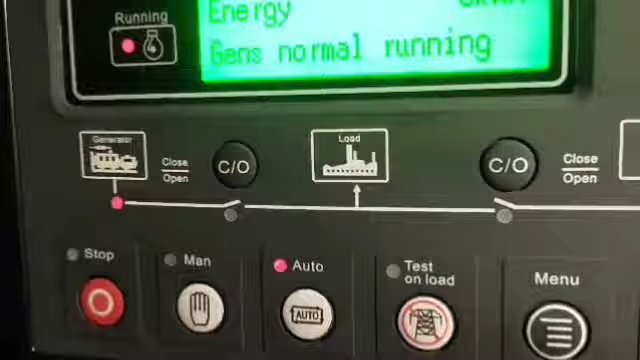 Running
Energy
Gens normal running
Generator
Close
Open
C/O
Load
C/O
Close
Open
Stop
Man
Auto
Test
on load
Menu
AUTO